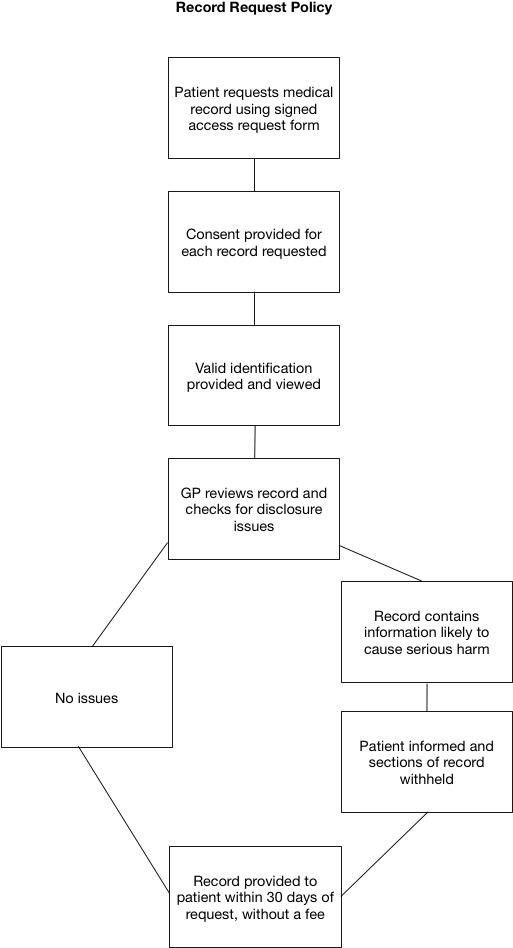 Record Request Policy
Patient requests medical
record using signed
access request form
Consent provided for
each record requested
Valid identification
provided and viewed
GP reviews record and
checks for disclosure
issues
Record contains
information likely to
cause serious harm
No issues
Patient informed and
sections of record
withheld
Record provided to
patient within 30 days of
request, without a fee